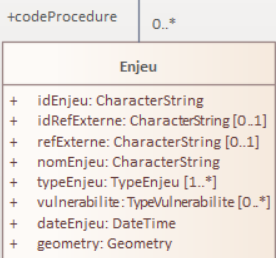 +codeProcedure
0..*
Enjeu
+ idEnjeu: CharacterString
+ idRefExterne: CharacterString [0..1]
+ refExterne: CharacterString [0..1]
+ nomEnjeu: CharacterString
+ typeEnjeu: TypeEnjeu [1..*]
+ vulnerabilite: TypeVulnerabilite [0..*]
+ dateEnjeu: DateTime
+ geometry: Geometry